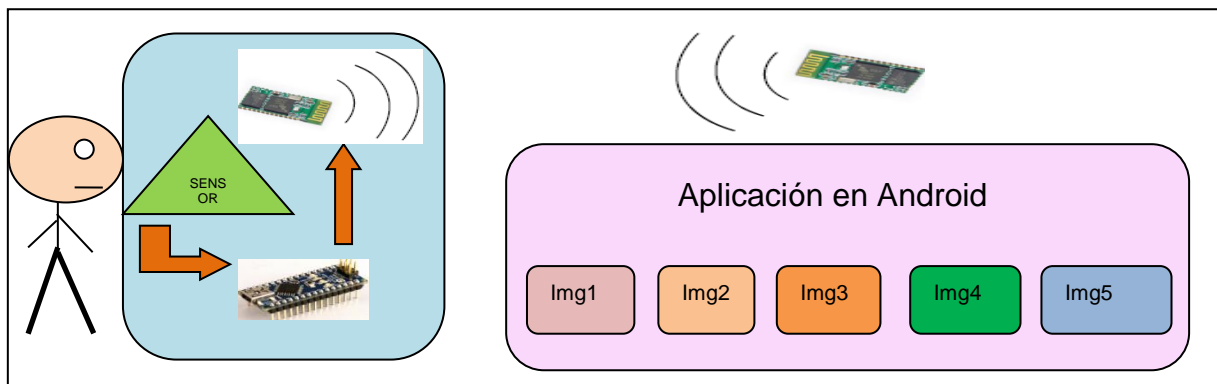 SENS
OR
Aplicación en Android
Img1
Img2
Img3
Img4
Img5